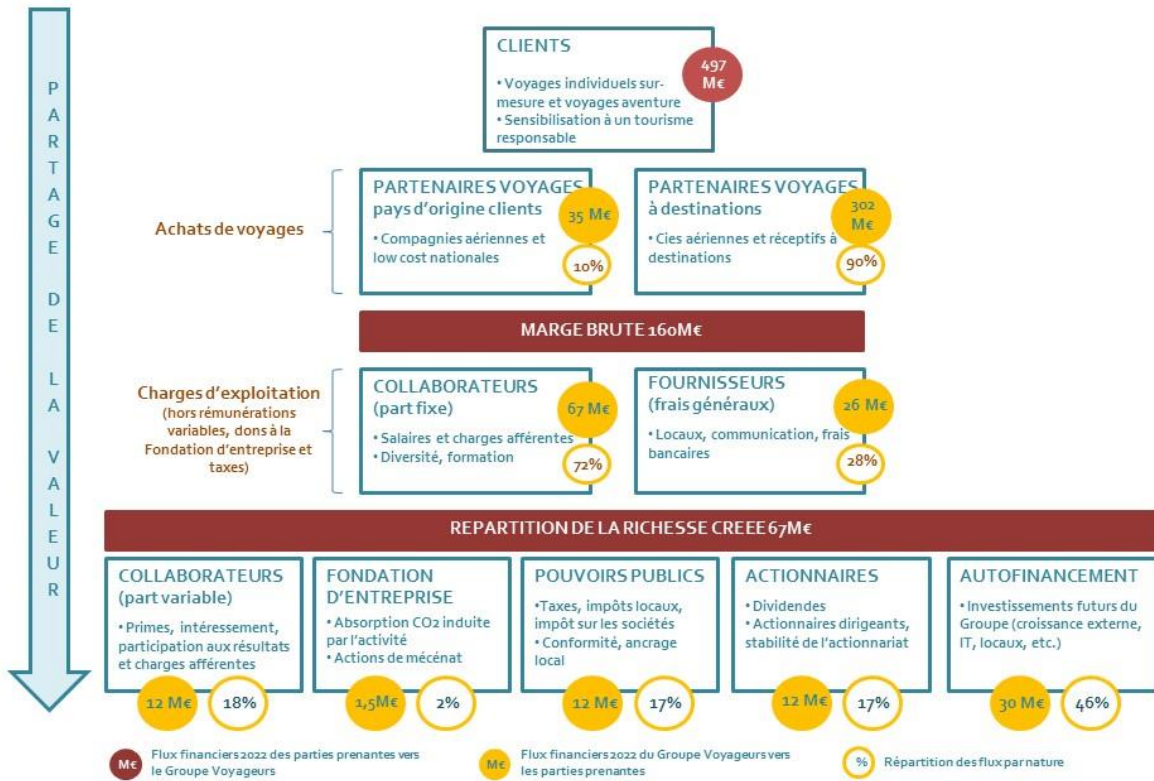 PARTAGE DE LA VALEUR
CLIENTS
497
M€
• Voyages individuels sur-
mesure et voyages aventure
• Sensibilisation à un tourisme
responsable
Achats de voyages
PARTENAIRES VOYAGES
pays d'origine clients
35 M€
• Compagnies aériennes et
low cost nationales
10%
PARTENAIRES VOYAGES
à destinations
302
M€
• Cies aériennes et réceptifs à
destinations
90%
MARGE BRUTE 160M€
Charges d'exploitation
(hors rémunérations
variables, dons à la
Fondation d'entreprise et
taxes)
COLLABORATEURS
(part fixe)
67 M€
• Salaires et charges afférentes
• Diversité, formation
72%
FOURNISSEURS
(frais généraux)
26 M€
• Locaux, communication, frais
bancaires
28%
REPARTITION DE LA RICHESSE CREEE 67M€
COLLABORATEURS
(part variable)
• Primes, intéressement,
participation aux résultats
et charges afférentes
12 M€
18%
FONDATION
D'ENTREPRISE
• Absorption CO2 induite
par l'activité
• Actions de mécénat
1,5M€
2%
POUVOIRS PUBLICS
•Taxes, impôts locaux,
impôt sur les sociétés
• Conformité, ancrage
local
12 M€
17%
ACTIONNAIRES
• Dividendes
• Actionnaires dirigeants,
stabilité de l'actionnariat
12 M€
17%
AUTOFINANCEMENT
• Investissements futurs du
Groupe (croissance externe,
IT, locaux, etc.)
30 M€
46%
M€
Flux financiers 2022 des parties prenantes vers
le Groupe Voyageurs
M€
Flux financiers 2022 du Groupe Voyageurs vers
les parties prenantes
%
Répartition des flux par nature